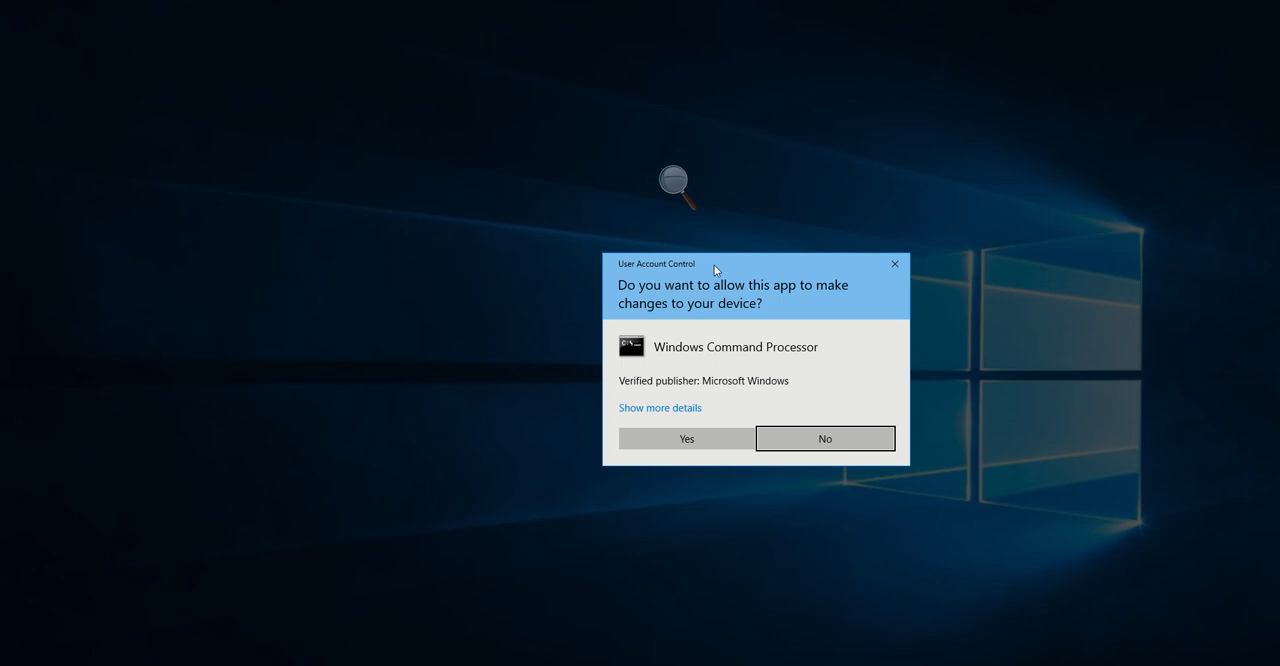 User Account Control
Do you want to allow this app to make
changes to your device?
C:\_
Windows Command Processor
Verified publisher: Microsoft Windows
Show more details
Yes
No